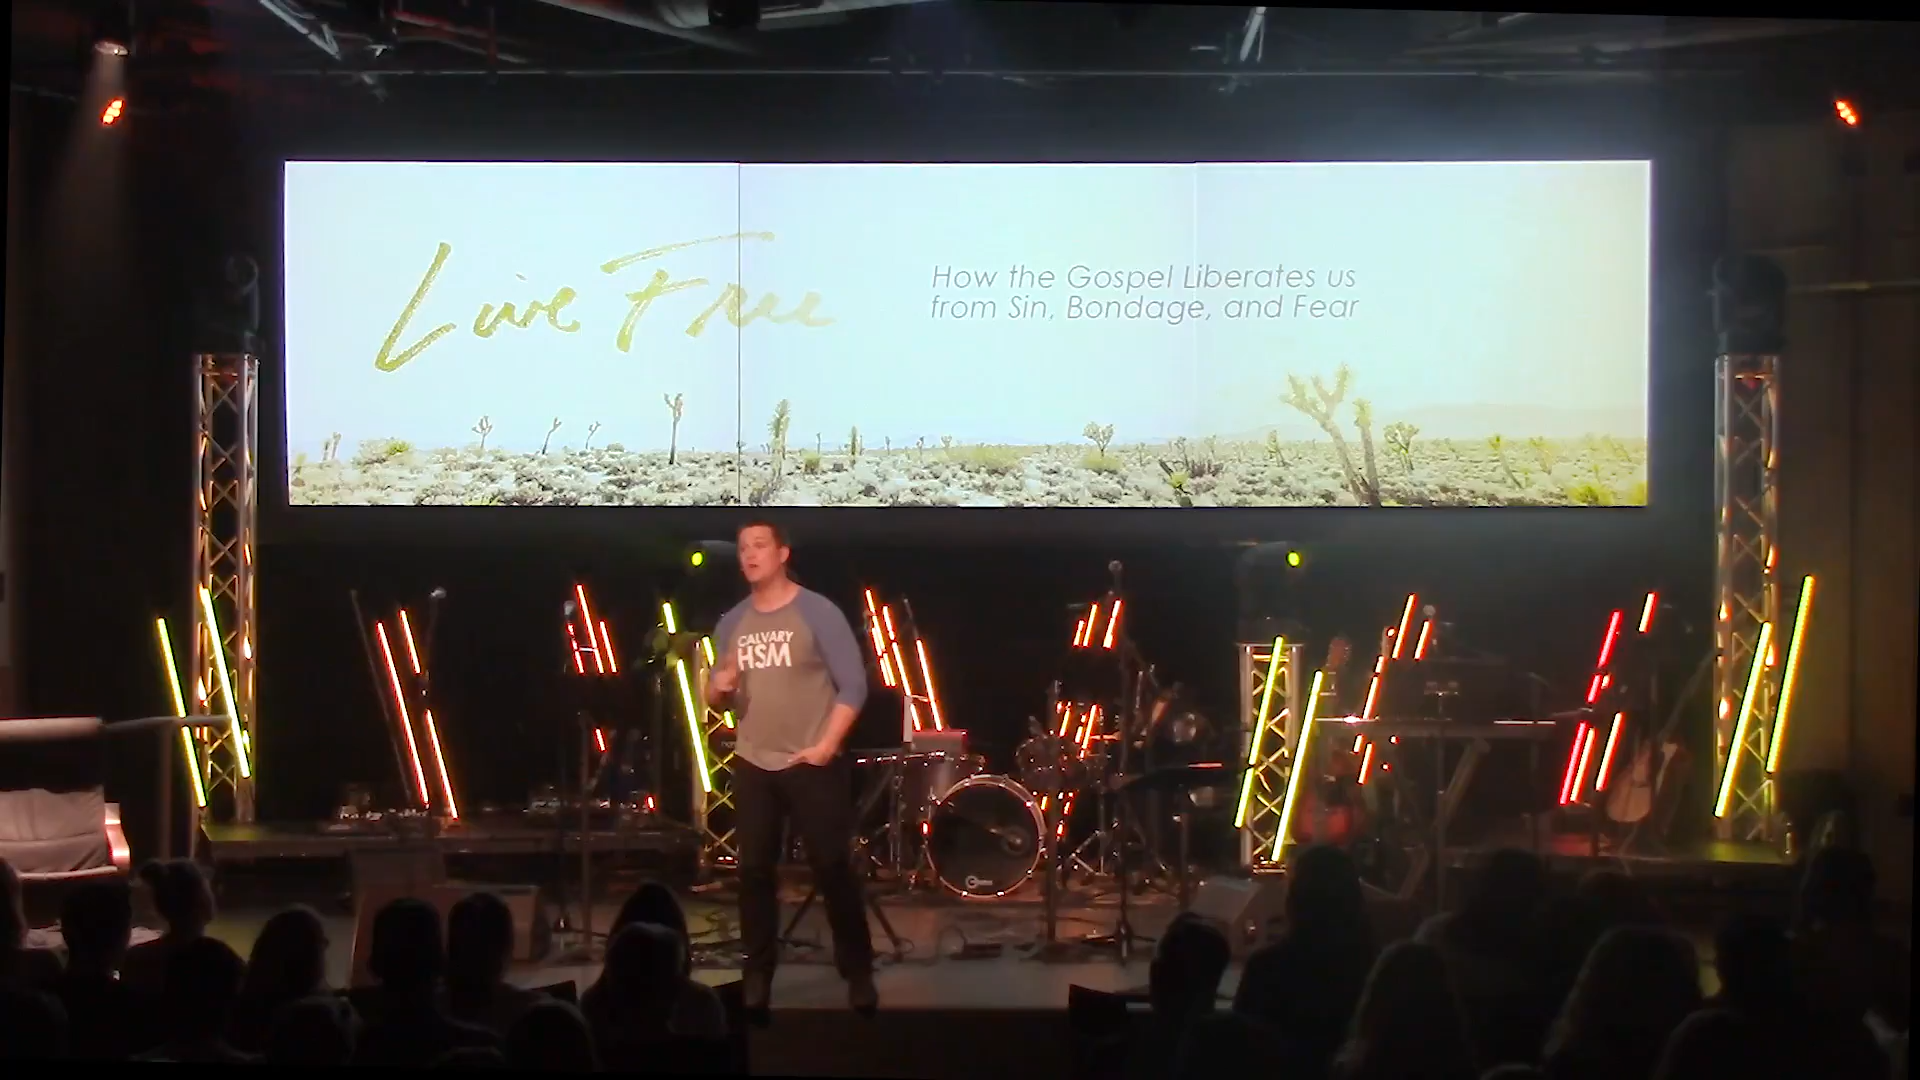 Live Free
How the Gospel Liberates us
from Sin, Bondage, and Fear
CALVARY
HSM